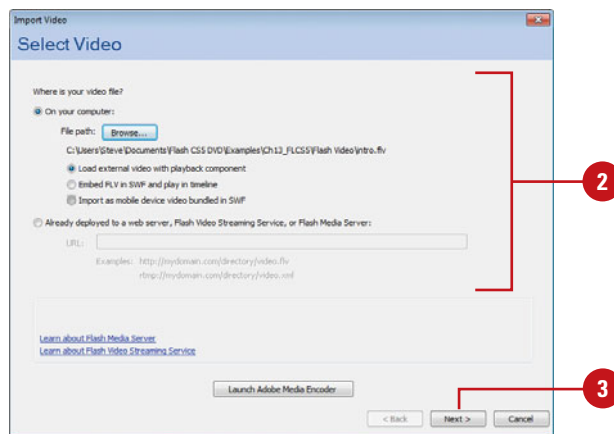 Import Video
Select Video
Where is your video file?
On your computer:
File path: Browse...
C:\Users\Steve\Documents\Flash CS5 DVD\Examples\Ch13_FLCS5\Flash Video\intro.flv
Load external video with playback component
Embed FLV in SWF and play in timeline
Import as mobile device video bundled in SWF
Already deployed to a web server, Flash Video Streaming Service, or Flash Media Server:
URL:
Examples: http://mydomain.com/directory/video.flv
rtmp://mydomain.com/directory/video.xml
2
Learn about Flash Media Server
Learn about Flash Video Streaming Service
Launch Adobe Media Encoder
3
< Back Next > Cancel